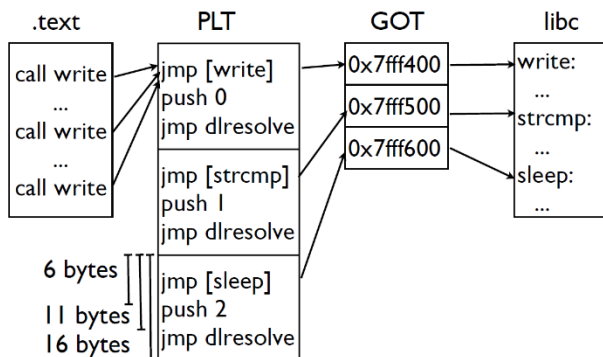 .text
PLT
GOT
libc
call write
...
call write
...
call write
jmp [write]
push 0
jmp dlresolve
jmp [strcmp]
push 1
jmp dlresolve
jmp [sleep]
push 2
jmp dlresolve
6 bytes
11 bytes
16 bytes
0x7fff400
0x7fff500
0x7fff600
write:
...
strcmp:
...
sleep:
...